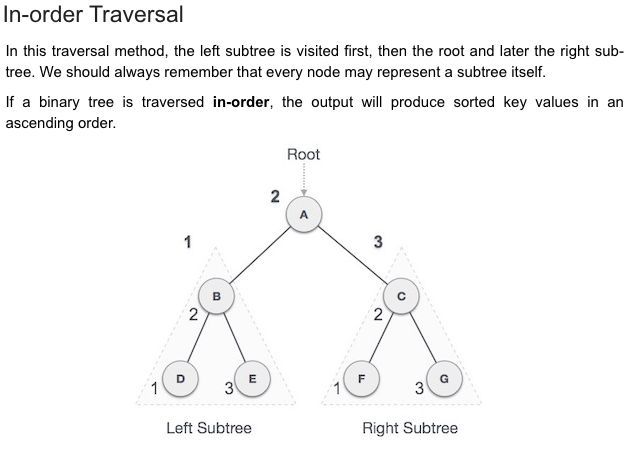 In-order Traversal
In this traversal method, the left subtree is visited first, then the root and later the right sub-
tree. We should always remember that every node may represent a subtree itself.
If a binary tree is traversed in-order, the output will produce sorted key values in an
ascending order.
Root
2
A
1
3
B
C
2
2
D
E
F
G
1
3
1
3
Left Subtree
Right Subtree